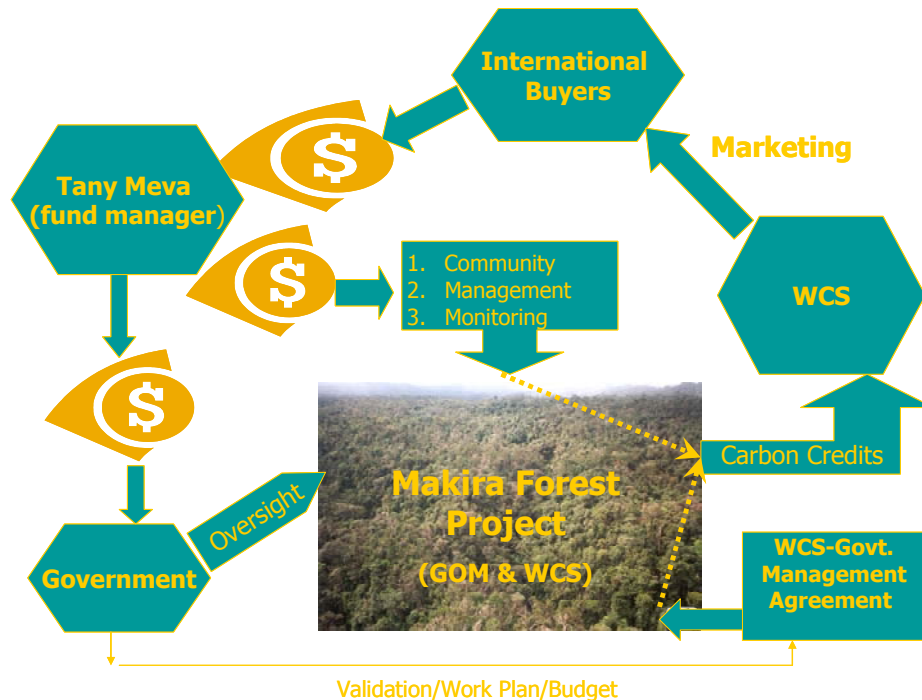 International
Buyers
Marketing
Tany Meva
(fund manager)
$
$
1. Community
2. Management
3. Monitoring
WCS
$
Carbon Credits
Oversight
Makira Forest
Project
(GOM & WCS)
Government
WCS-Govt.
Management
Agreement
Validation/Work Plan/Budget